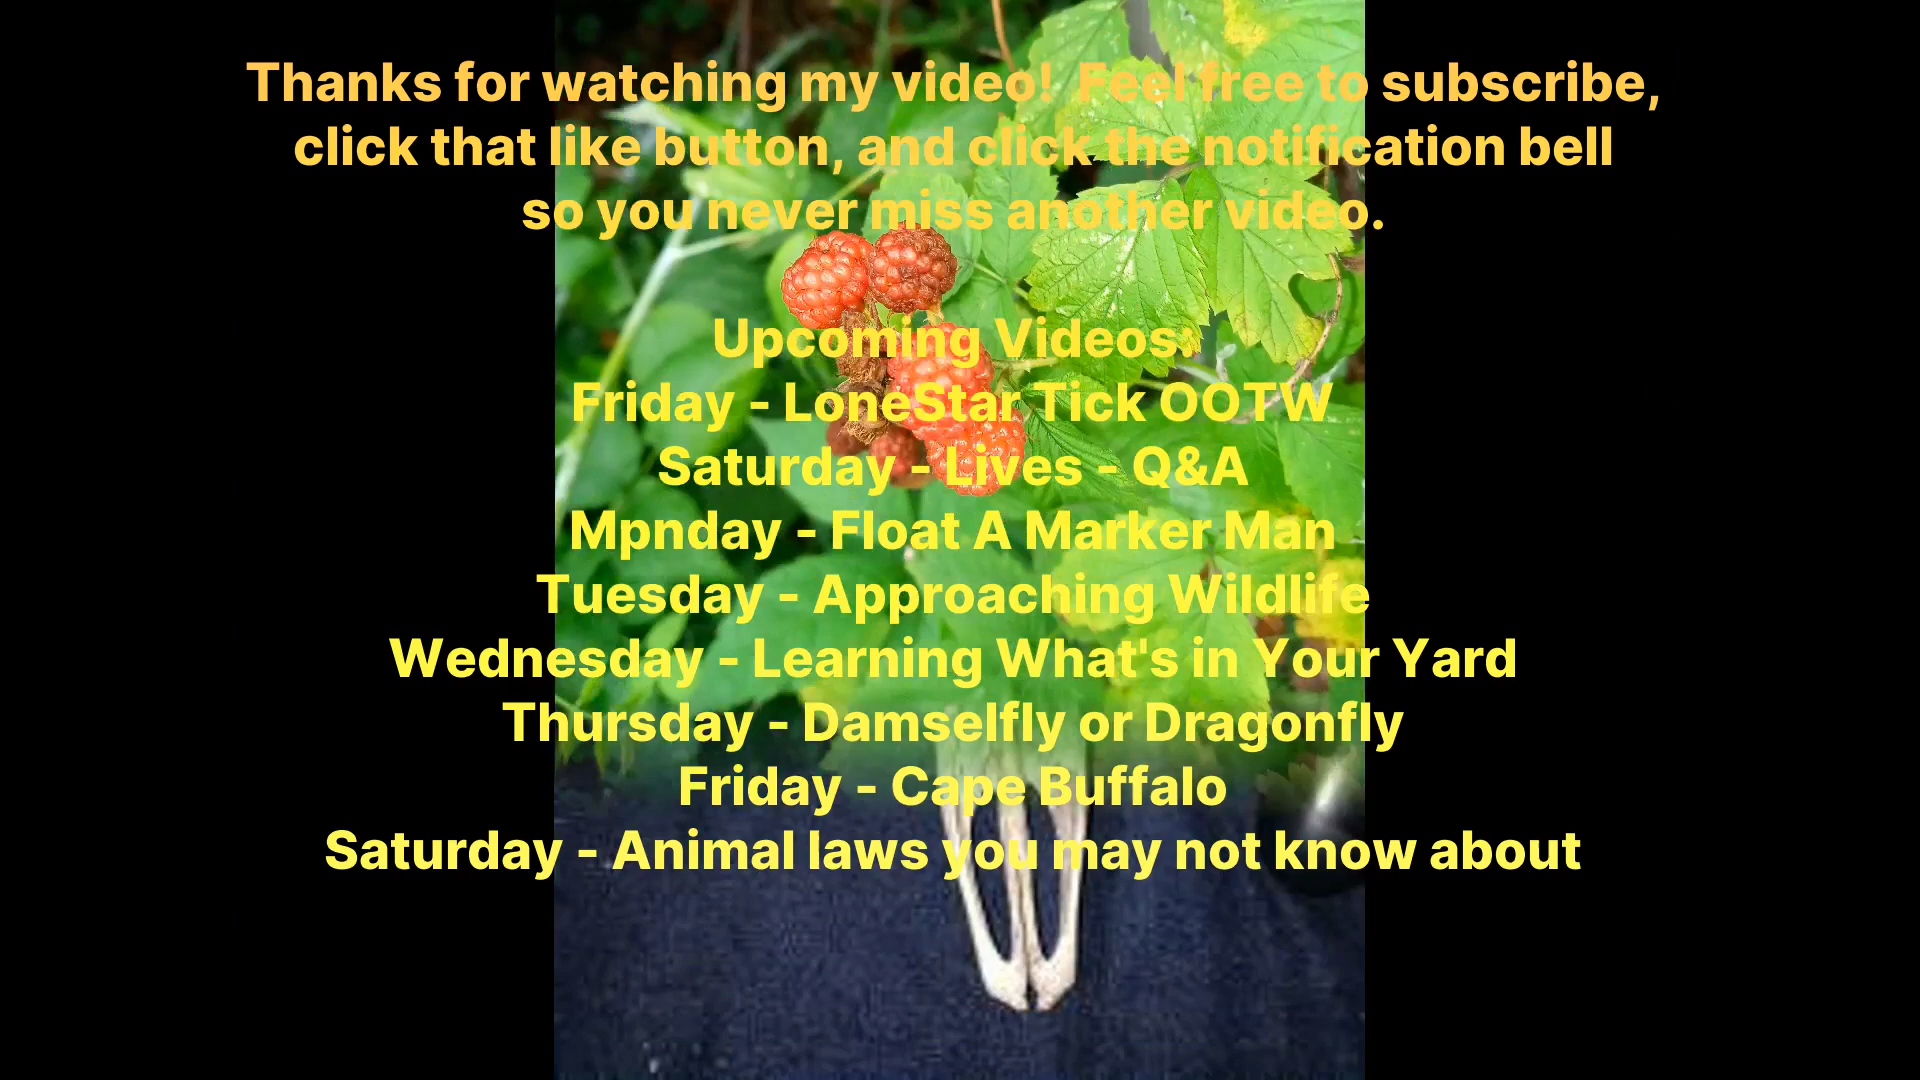 Thanks for watching my video!  Feel free to subscribe,
click that like button, and click the notification bell
so you never miss another video.
Upcoming Videos:
Friday - LoneStar Tick OOTW
Saturday - Lives - Q&A
Mpnday - Float A Marker Man
Tuesday - Approaching Wildlife
Wednesday - Learning What's in Your Yard
Thursday - Damselfly or Dragonfly
Friday - Cape Buffalo
Saturday - Animal laws you may not know about